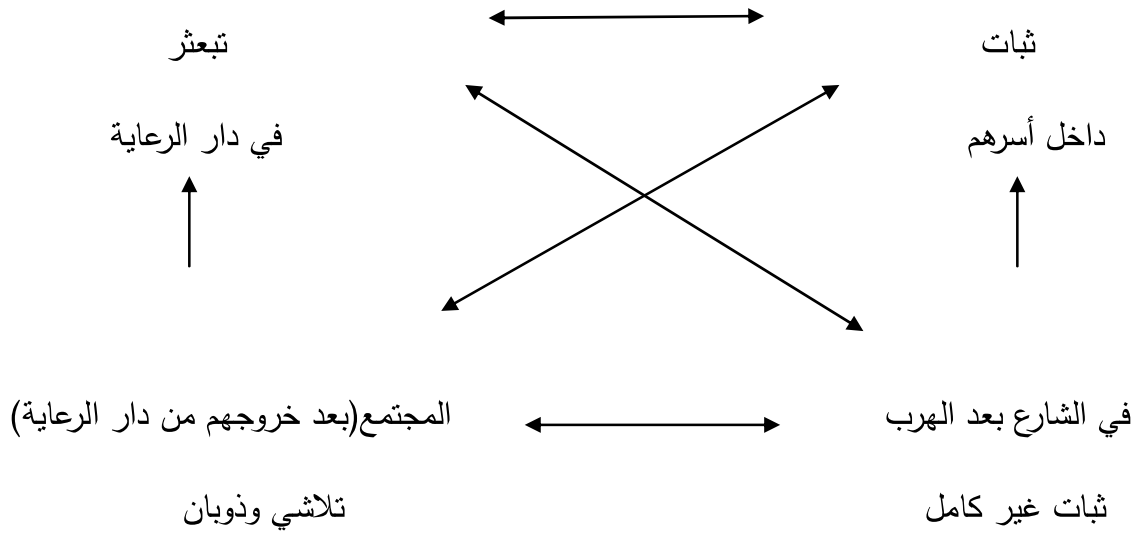 ثبات
تبعثر
داخل أسرهم
في دار الرعاية
في الشارع بعد الهرب
المجتمع(بعد خروجهم من دار الرعاية)
ثبات غير كامل
تلاشي وذوبان